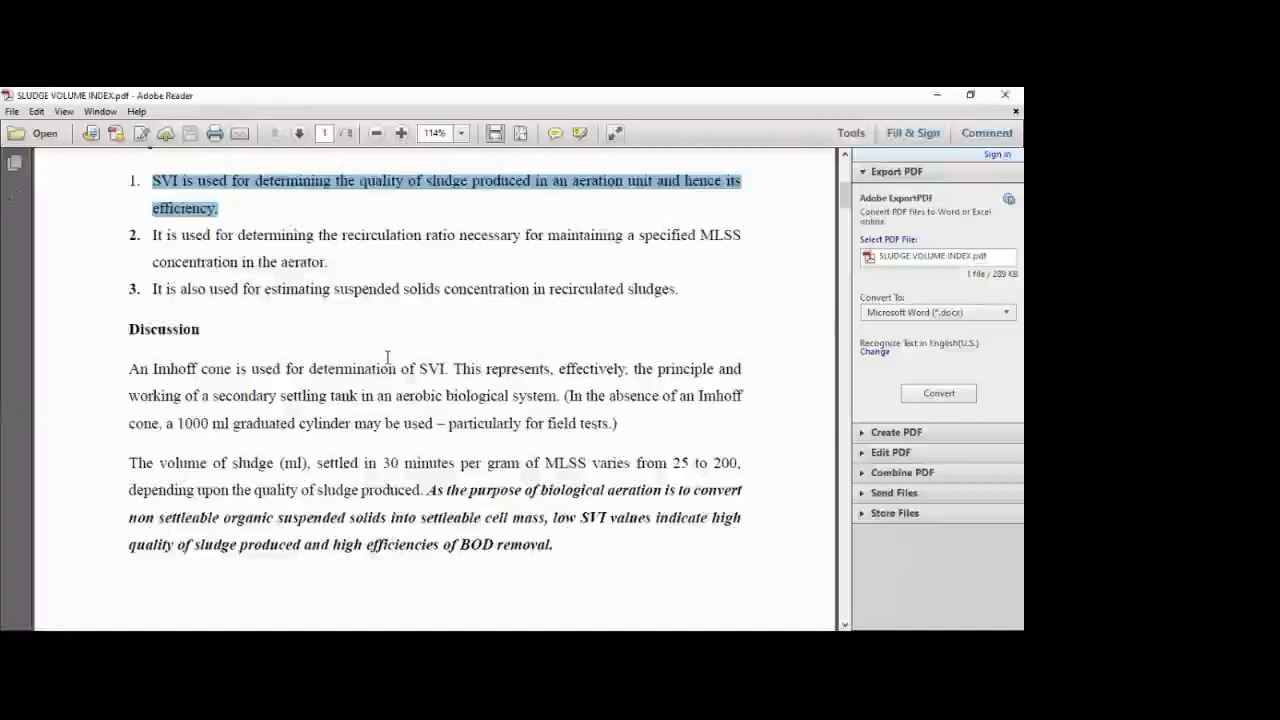 SLUDGE VOLUME INDEX.pdf - Adobe Reader
File Edit View Window Help
Open 1 / 8 114% Tools Fill & Sign Comment
Sign In
1. SVI is used for determining the quality of sludge produced in an aeration unit and hence its
efficiency.
2. It is used for determining the recirculation ratio necessary for maintaining a specified MLSS
concentration in the aerator.
3. It is also used for estimating suspended solids concentration in recirculated sludges.
Discussion
An Imhoff cone is used for determination of SVI. This represents, effectively, the principle and
working of a secondary settling tank in an aerobic biological system. (In the absence of an Imhoff
cone, a 1000 ml graduated cylinder may be used – particularly for field tests.)
The volume of sludge (ml), settled in 30 minutes per gram of MLSS varies from 25 to 200,
depending upon the quality of sludge produced. As the purpose of biological aeration is to convert
non settleable organic suspended solids into settleable cell mass, low SVI values indicate high
quality of sludge produced and high efficiencies of BOD removal.
Export PDF
Adobe ExportPDF
Convert PDF files to Word or Excel
online.
Select PDF File:
SLUDGE VOLUME INDEX.pdf
1 file / 289 KB
Convert To:
Microsoft Word (*.docx)
Recognize Text in English(U.S.)
Change
Convert
Create PDF
Edit PDF
Combine PDF
Send Files
Store Files